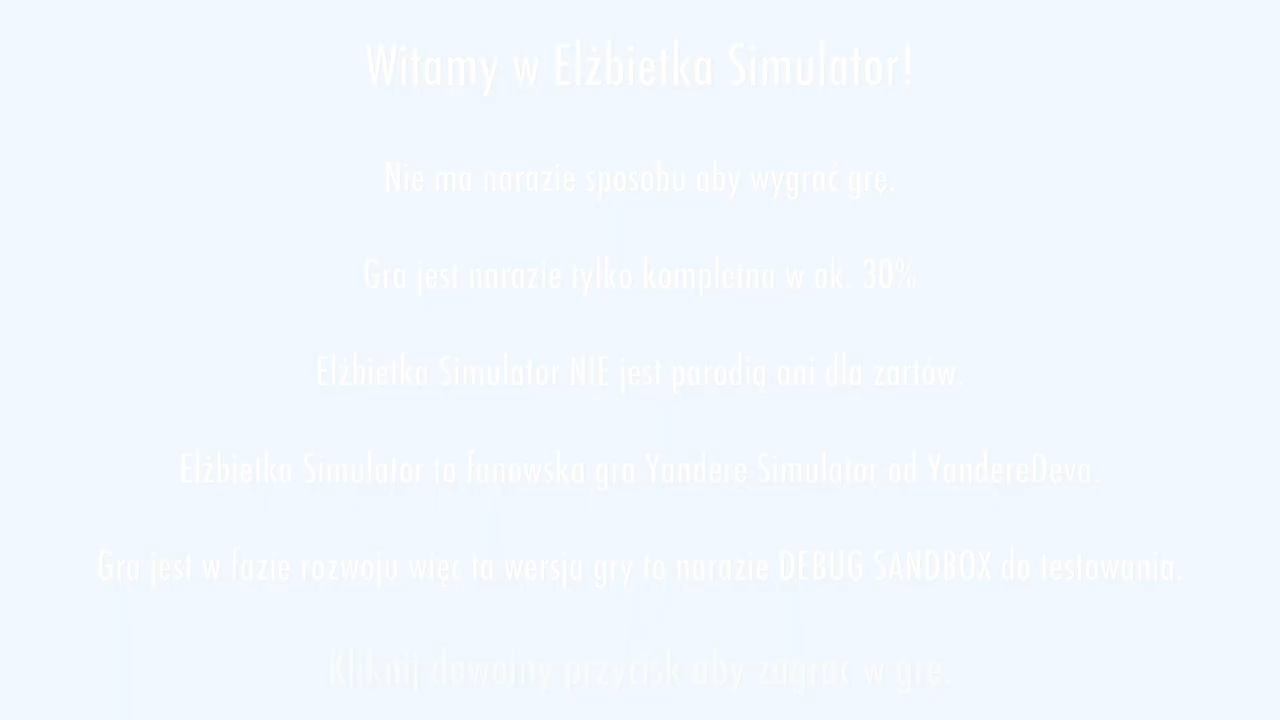 Witamy w Elżbietka Simulator!
Nie ma narazie sposobu aby wygrać grę.
Gra jest narazie tylko kompletna w ok. 30%
Elżbietka Simulator NIE jest parodią ani dla żartów.
Elżbietka Simulator to fanowska gra Yandere Simulator od YandereDeva.
Gra jest w fazie rozwoju więc ta wersja gry to narazie DEBUG SANDBOX do testowania.
Kliknij dowolny przycisk aby zagrać w grę.